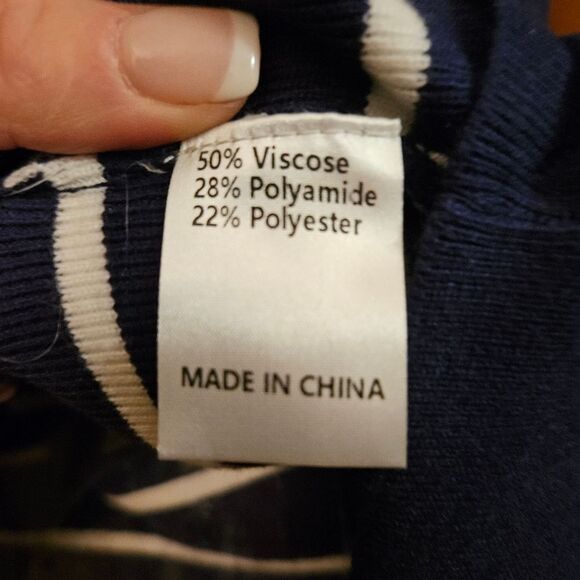 50% Viscose
28% Polyamide
22% Polyester
MADE IN CHINA